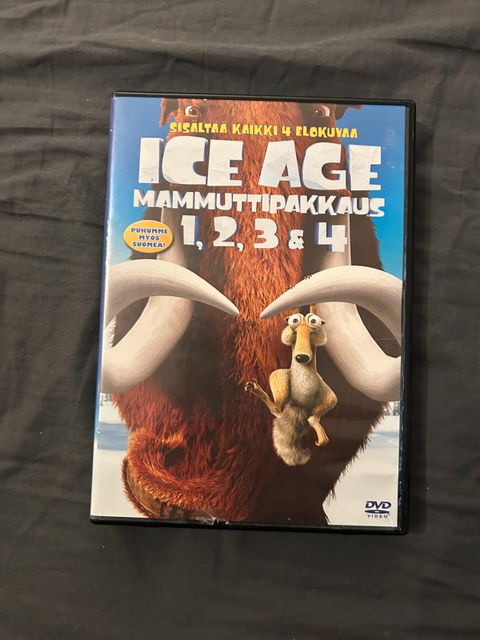 SISÄLTÄÄ KAIKKI 4 ELOKUVAA
ICE AGE
MAMMUTTIPAKKAUS
1, 2, 3 & 4
PUHUMME
MYÖS
SUOMEA!
DVD
VIDEO